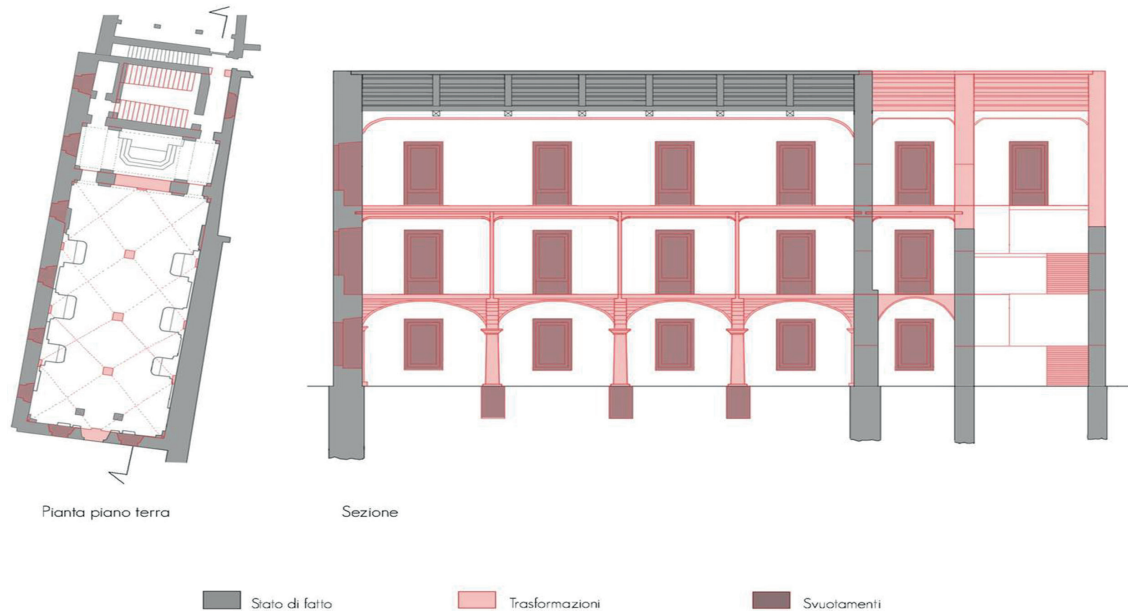 Pianta piano terra
Sezione
Stato di fatto
Trasformazioni
Svuotamenti